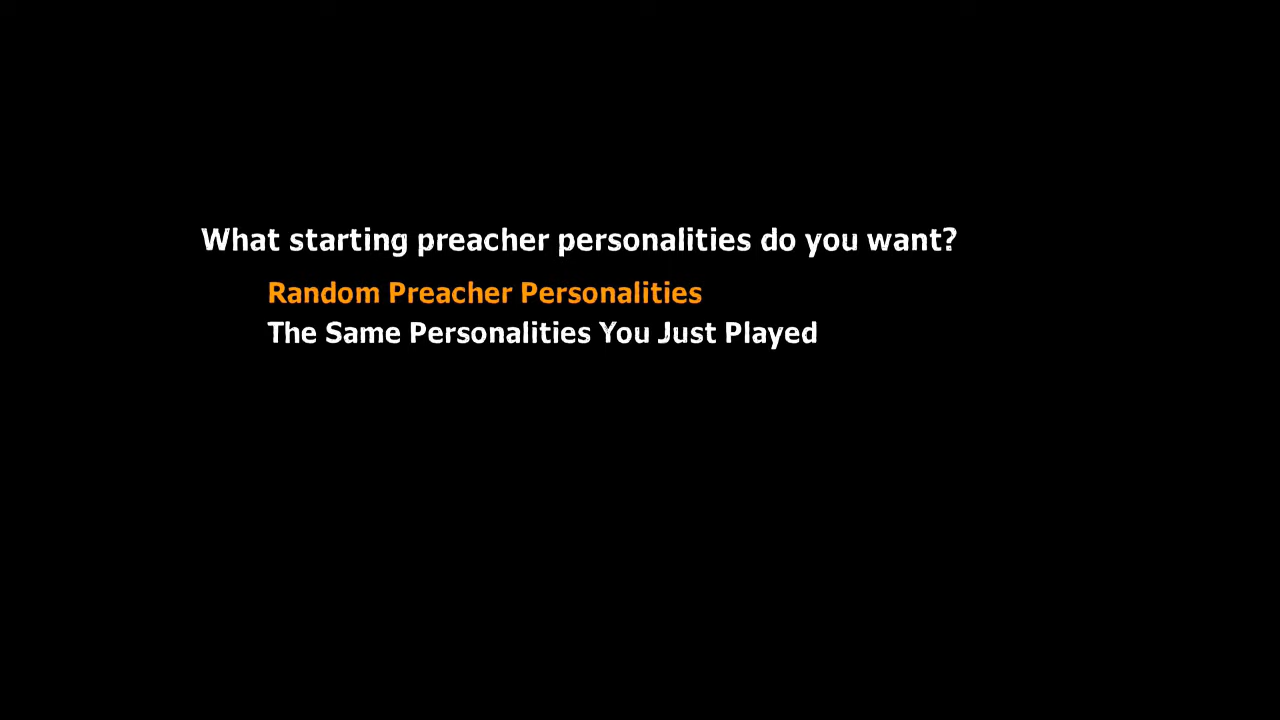 What starting preacher personalities do you want?
Random Preacher Personalities
The Same Personalities You Just Played